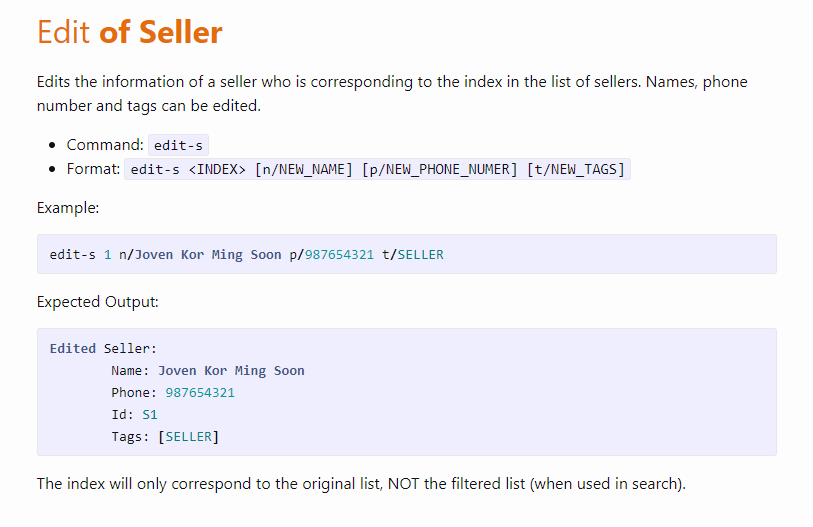 Edit of Seller
Edits the information of a seller who is corresponding to the index in the list of sellers. Names, phone
number and tags can be edited.
• Command: edit-s
• Format: edit-s <INDEX> [n/NEW_NAME] [p/NEW_PHONE_NUMER] [t/NEW_TAGS]
Example:
edit-s 1 n/Joven Kor Ming Soon p/987654321 t/SELLER
Expected Output:
Edited Seller:
Name: Joven Kor Ming Soon
Phone: 987654321
Id: S1
Tags: [SELLER]
The index will only correspond to the original list, NOT the filtered list (when used in search).